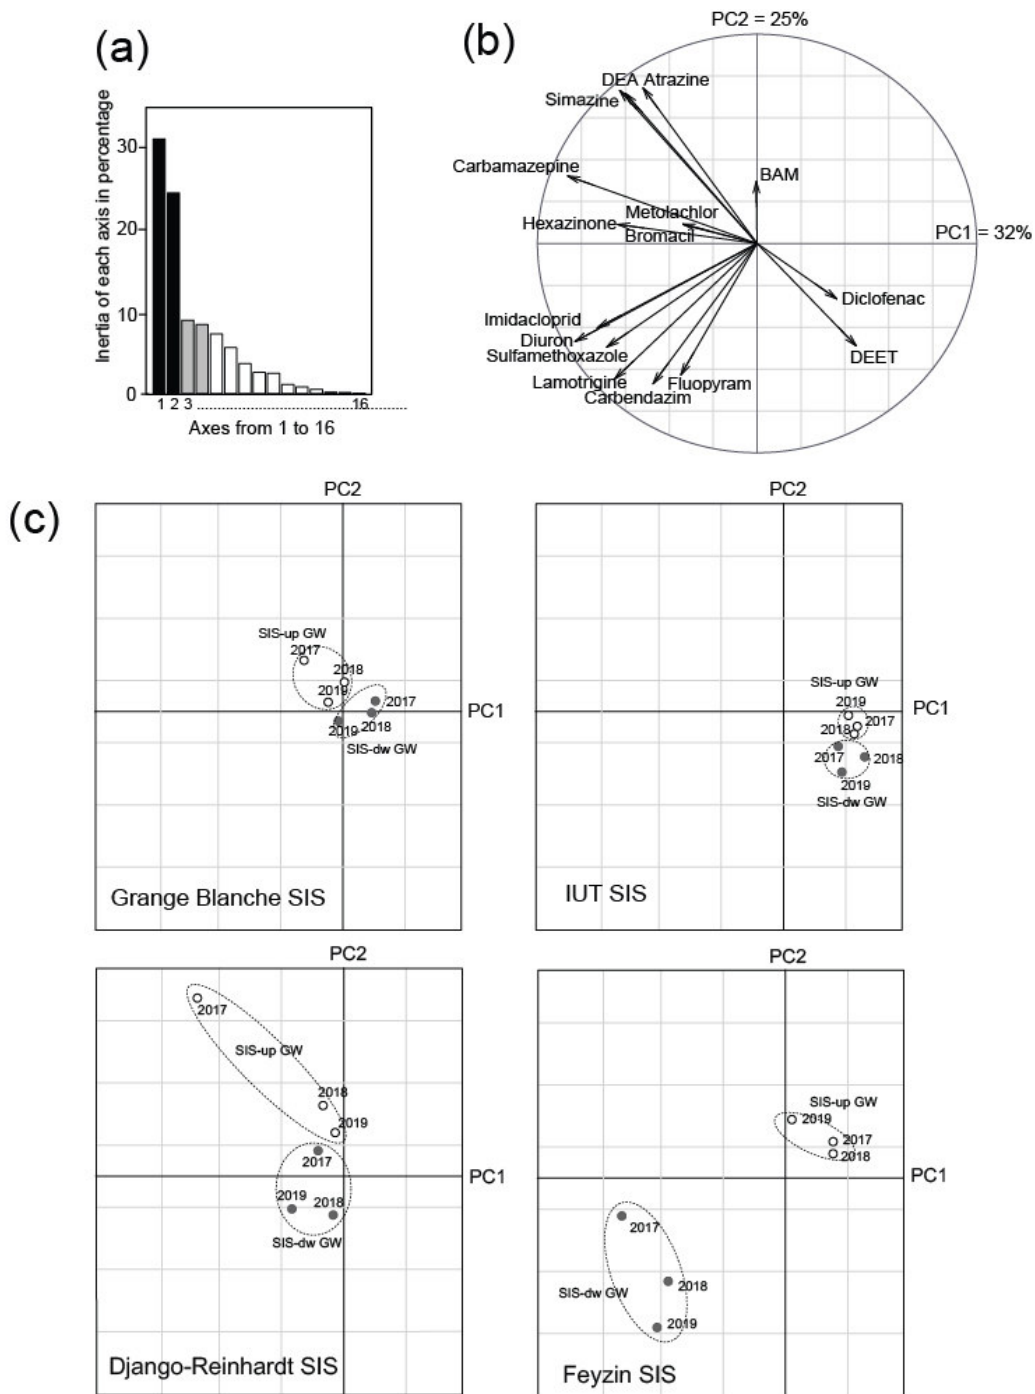 (a)
Inertia of each axis in percentage
30
20
10
0
1 2 3 16
Axes from 1 to 16
(b)
PC2 = 25%
DEA Atrazine
Simazine
Carbamazepine
BAM
Hexazinone
Metolachlor
Bromacil
PC1 = 32%
Imidacloprid
Diuron
Sulfamethoxazole
Lamotrigine
Carbendazim
Fluopyram
Diclofenac
DEET
(c)
PC2
SIS-up GW
2017
2018
2019
2017
2018
2019
SIS-dw GW
PC1
Grange Blanche SIS
PC2
SIS-up GW
2019
2017
2018
2017
2018
2019
SIS-dw GW
PC1
IUT SIS
PC2
2017
SIS-up GW
2018
2019
2017
2019
2018
SIS-dw GW
PC1
Django-Reinhardt SIS
PC2
SIS-up GW
2019
2017
2018
2017
2018
SIS-dw GW
2019
PC1
Feyzin SIS